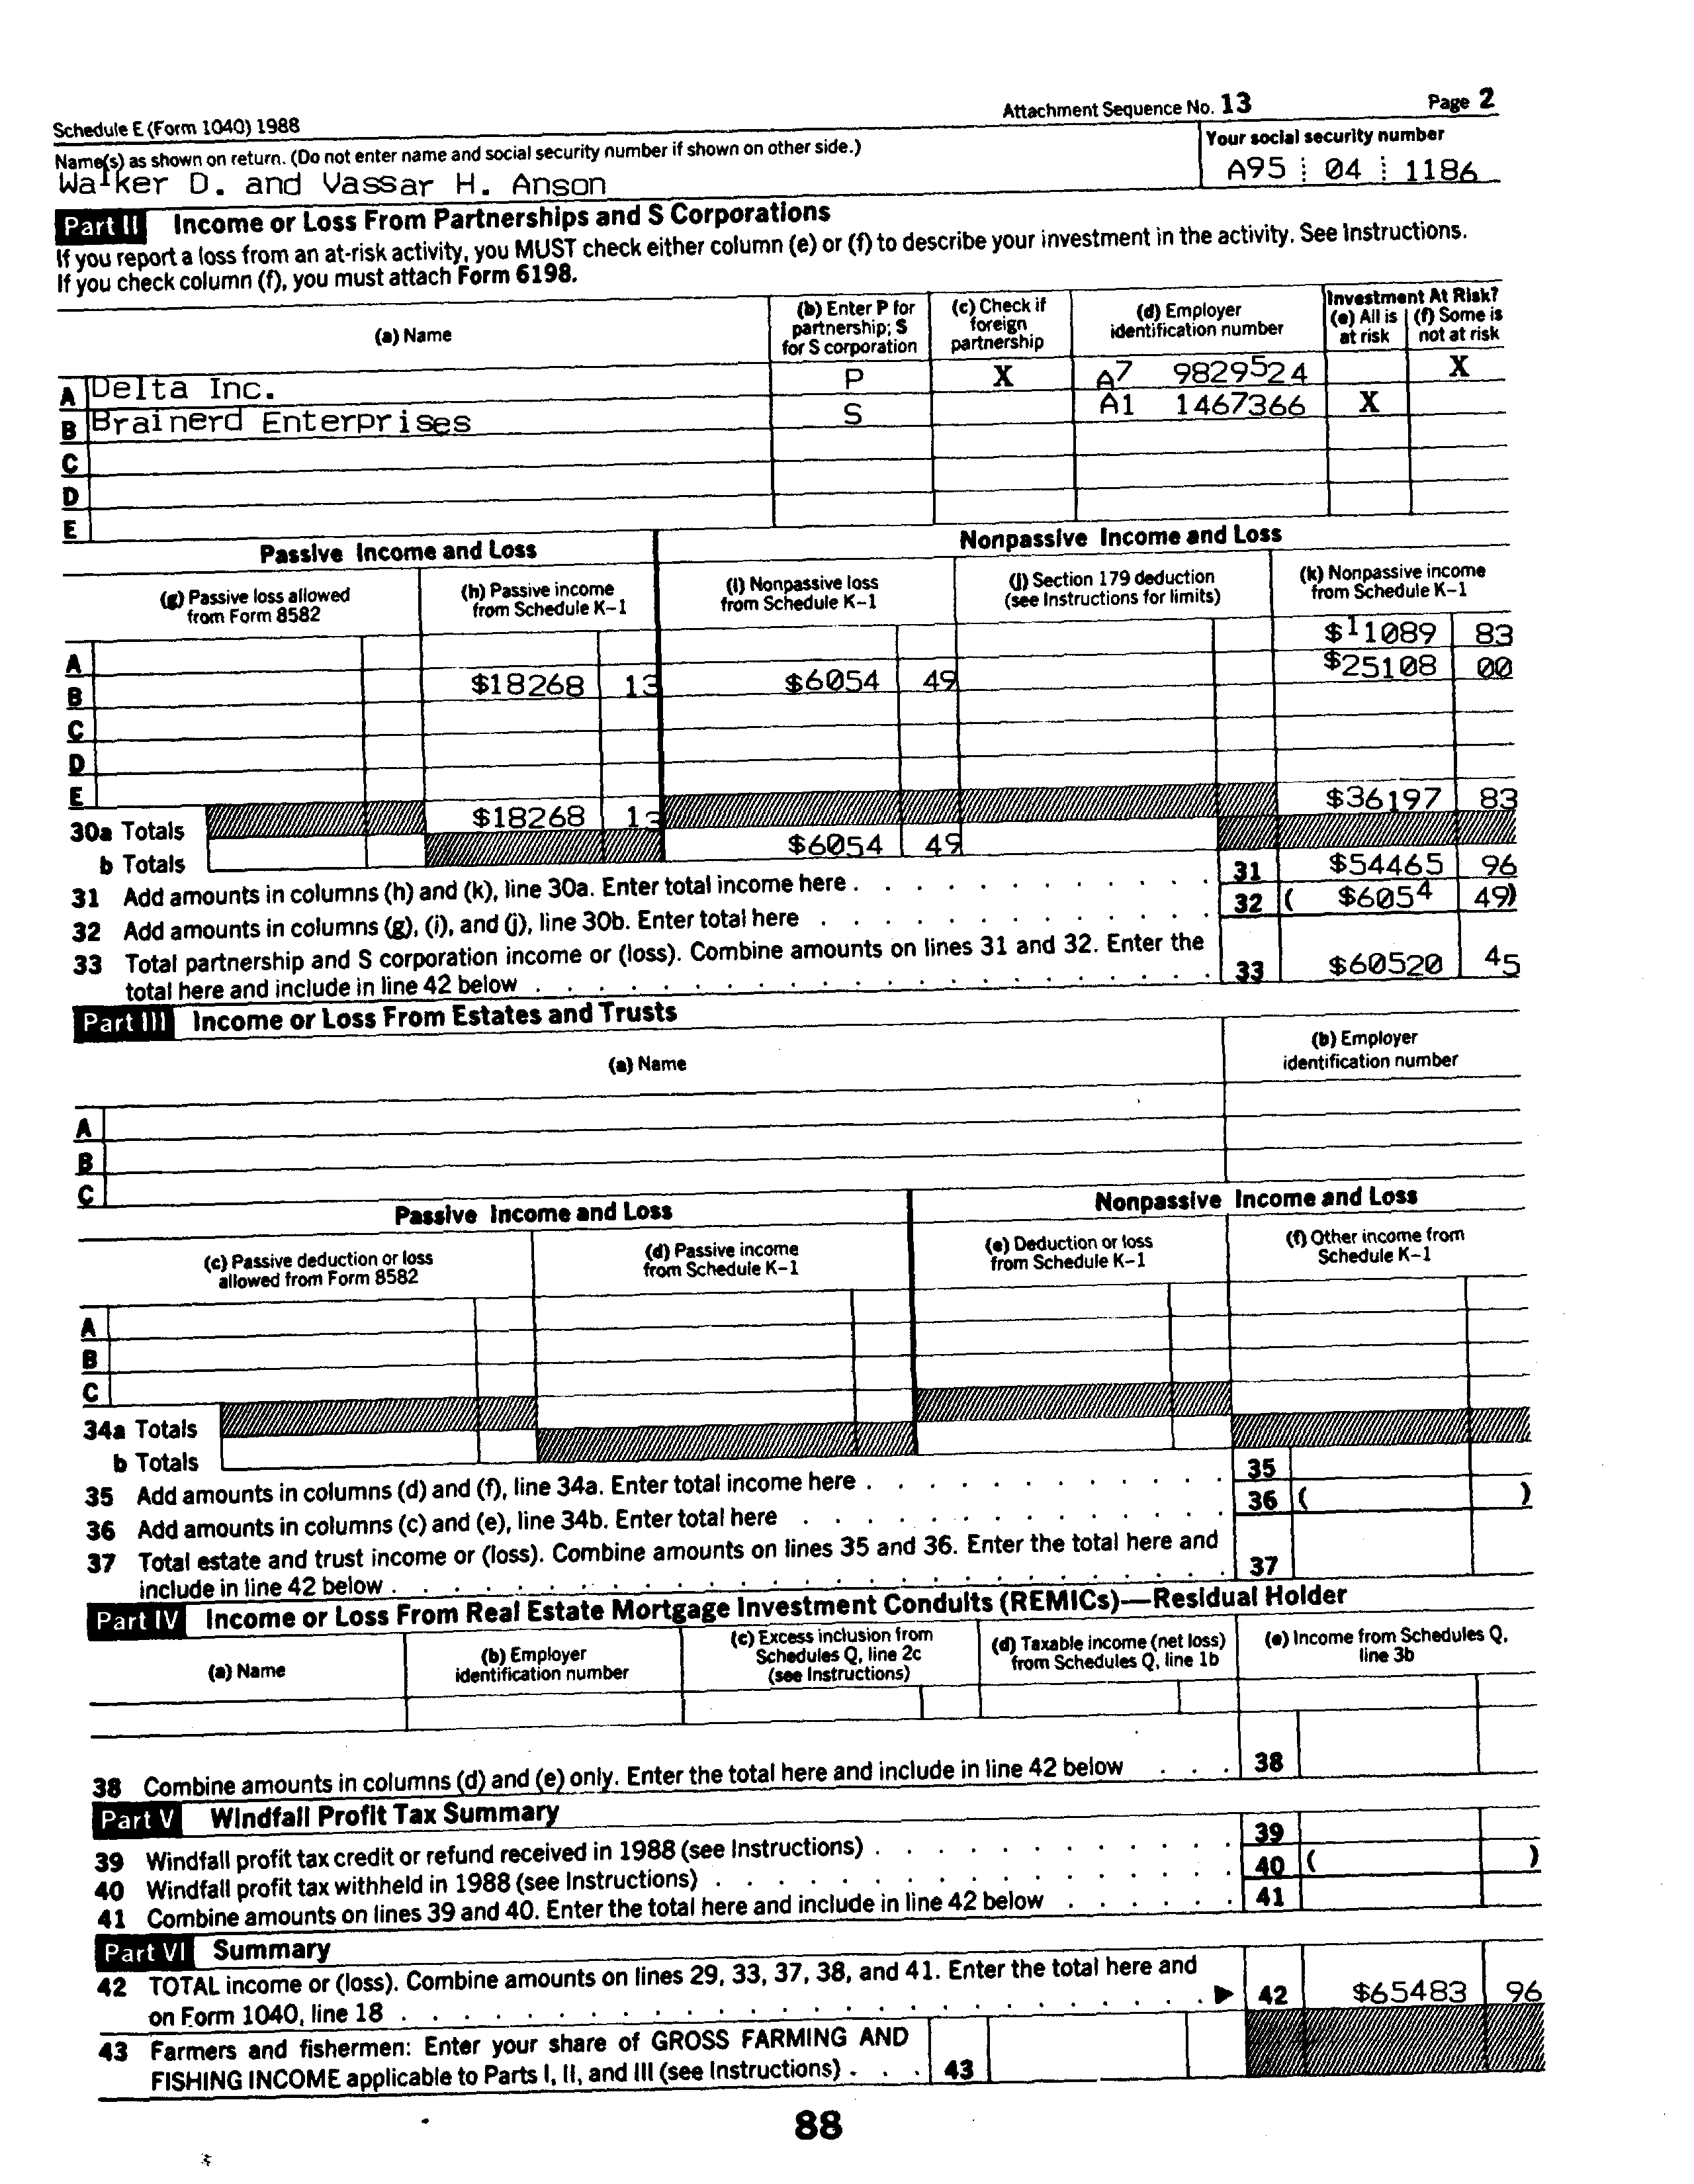 Schedule E (Form 1040) 1988 Attachment Sequence No. 13 Page 2
Name(s) as shown on return. (Do not enter name and social security number if shown on other side.) Your social security number
Walker D. and Vassar H. Anson A95 04 1186
Part II Income or Loss From Partnerships and S Corporations
If you report a loss from an at-risk activity, you MUST check either column (e) or (f) to describe your investment in the activity. See Instructions.
If you check column (f), you must attach Form 6198.
(a) Name
(b) Enter P for partnership; S for S corporation
(c) Check if foreign partnership
(d) Employer identification number
Investment At Risk?
(e) All is at risk
(f) Some is not at risk
A Delta Inc. P X A7 9829524 X
B Brainerd Enterprises S A1 1467366 X
C
D
E
Passive Income and Loss Nonpassive Income and Loss
(g) Passive loss allowed from Form 8582
(h) Passive income from Schedule K-1
(i) Nonpassive loss from Schedule K-1
(j) Section 179 deduction (see Instructions for limits)
(k) Nonpassive income from Schedule K-1
A $11089 83
B $18268 13 $6054 49 $25108 00
C
D
E
30a Totals $18268 13 $36197 83
b Totals $6054 49
31 Add amounts in columns (h) and (k), line 30a. Enter total income here . . . 31 $54465 96
32 Add amounts in columns (g), (i), and (j), line 30b. Enter total here . . . 32 ( $6054 49)
33 Total partnership and S corporation income or (loss). Combine amounts on lines 31 and 32. Enter the
total here and include in line 42 below . . . 33 $60520 45
Part III Income or Loss From Estates and Trusts
(a) Name
(b) Employer identification number
A
B
C
Passive Income and Loss Nonpassive Income and Loss
(c) Passive deduction or loss allowed from Form 8582
(d) Passive income from Schedule K-1
(e) Deduction or loss from Schedule K-1
(f) Other income from Schedule K-1
A
B
C
34a Totals
b Totals
35 Add amounts in columns (d) and (f), line 34a. Enter total income here . . . 35
36 Add amounts in columns (c) and (e), line 34b. Enter total here . . . 36 ( )
37 Total estate and trust income or (loss). Combine amounts on lines 35 and 36. Enter the total here and
include in line 42 below . . . 37
Part IV Income or Loss From Real Estate Mortgage Investment Conduits (REMICs)—Residual Holder
(a) Name
(b) Employer identification number
(c) Excess inclusion from Schedules Q, line 2c (see Instructions)
(d) Taxable income (net loss) from Schedules Q, line 1b
(e) Income from Schedules Q, line 3b
38 Combine amounts in columns (d) and (e) only. Enter the total here and include in line 42 below . . . 38
Part V Windfall Profit Tax Summary
39 Windfall profit tax credit or refund received in 1988 (see Instructions) . . . 39
40 Windfall profit tax withheld in 1988 (see Instructions) . . . 40 ( )
41 Combine amounts on lines 39 and 40. Enter the total here and include in line 42 below . . . 41
Part VI Summary
42 TOTAL income or (loss). Combine amounts on lines 29, 33, 37, 38, and 41. Enter the total here and
on Form 1040, line 18 . . . ▶ 42 $65483 96
43 Farmers and fishermen: Enter your share of GROSS FARMING AND
FISHING INCOME applicable to Parts I, II, and III (see Instructions) . . . 43
88